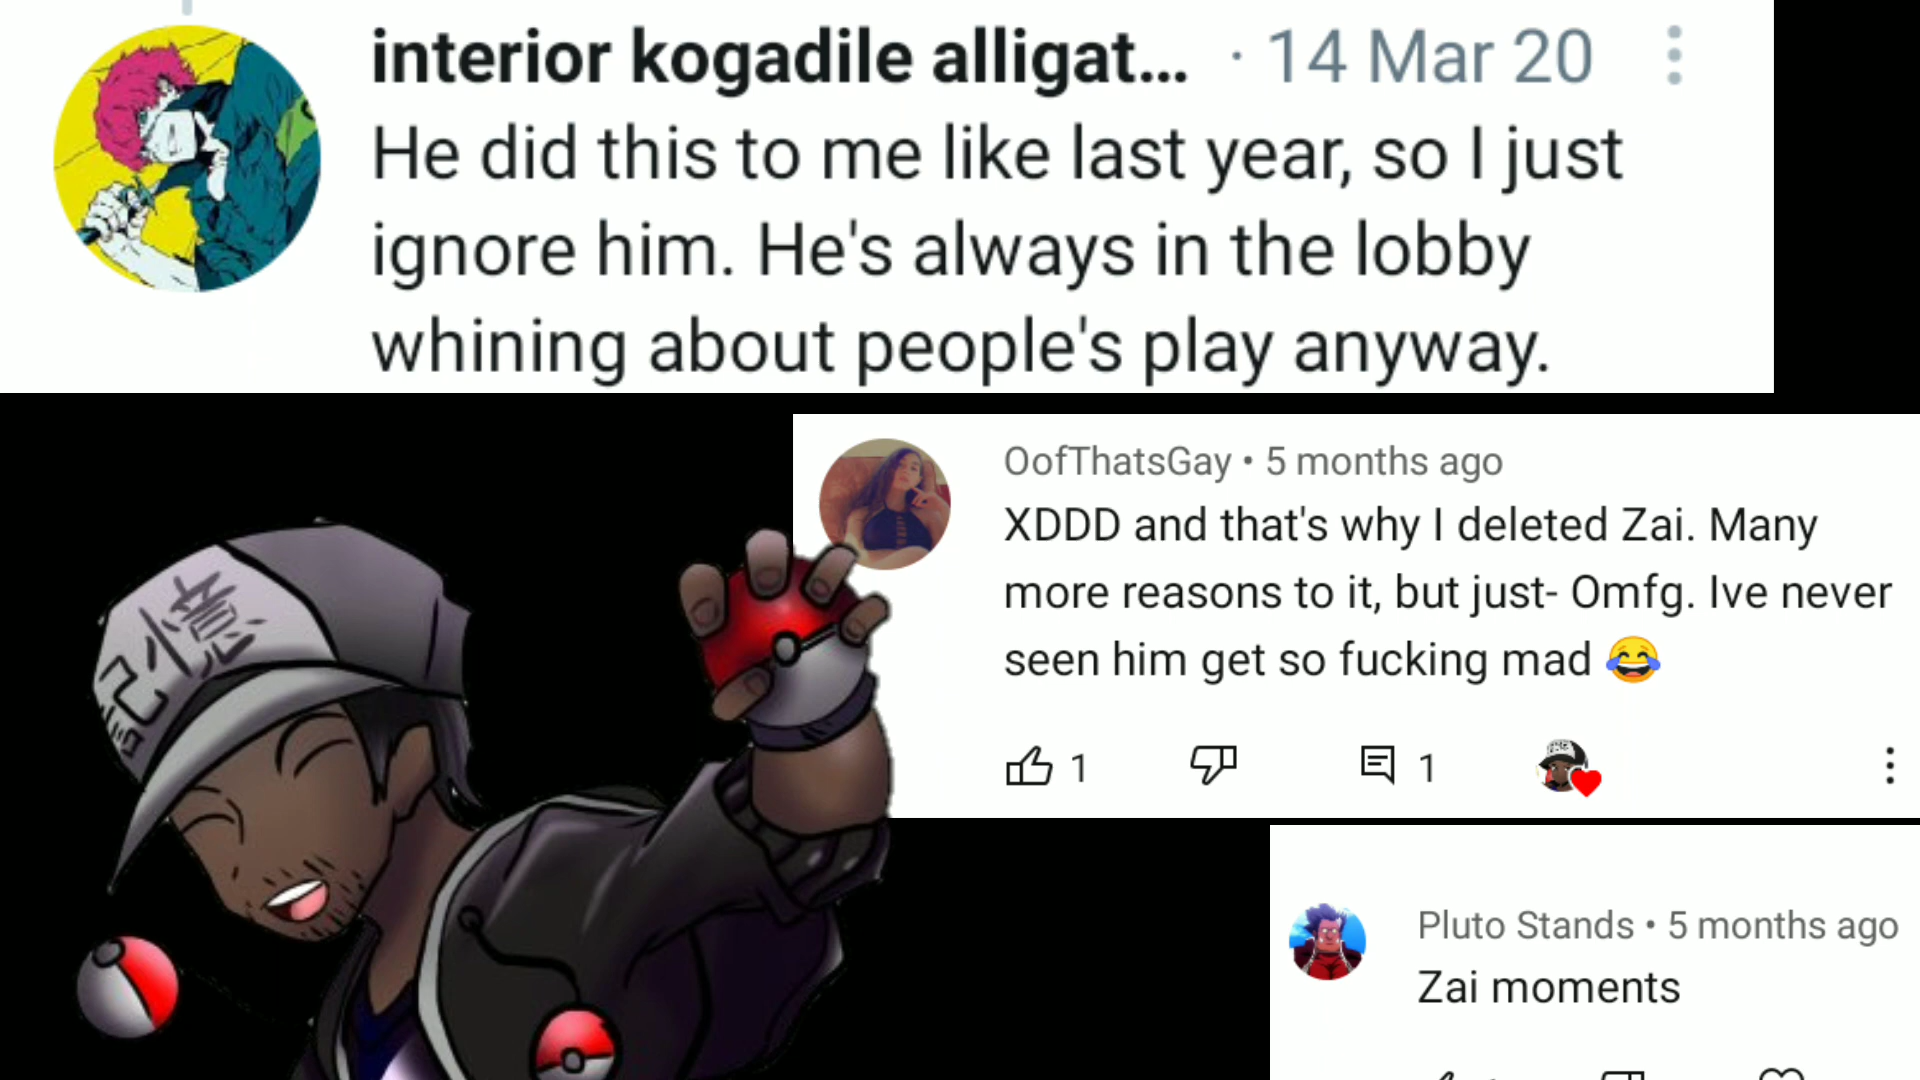 interior kogadile alligat... · 14 Mar 20
He did this to me like last year, so I just
ignore him. He's always in the lobby
whining about people's play anyway.
OofThatsGay • 5 months ago
XDDD and that's why I deleted Zai. Many
more reasons to it, but just- Omfg. Ive never
seen him get so fucking mad 😂
1 1
記憶
Pluto Stands • 5 months ago
Zai moments